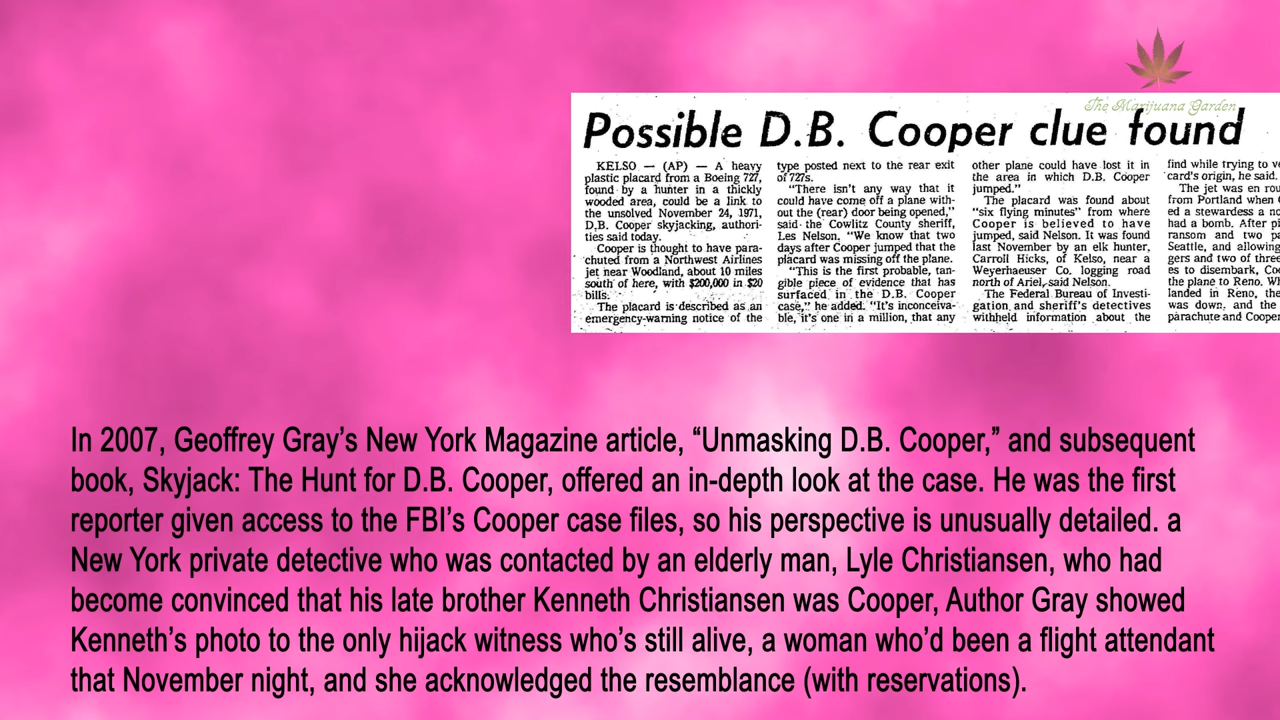 The Marijuana Garden
Possible D.B. Cooper clue found
KELSO — (AP) — A heavy
plastic placard from a Boeing 727,
found by a hunter in a thickly
wooded area, could be a link to
the unsolved November 24, 1971,
D.B. Cooper skyjacking, authori-
ties said today.
Cooper is thought to have para-
chuted from a Northwest Airlines
jet near Woodland, about 10 miles
south of here, with $200,000 in $20
bills.
The placard is described as an
emergency-warning notice of the
type posted next to the rear exit
of 727s.
"There isn't any way that it
could have come off a plane with-
out the (rear) door being opened,"
said the Cowlitz County sheriff,
Les Nelson. "We know that two
days after Cooper jumped that the
placard was missing off the plane.
"This is the first probable, tan-
gible piece of evidence that has
surfaced in the D.B. Cooper
case," he added. "It's inconceiva-
ble, it's one in a million, that any
other plane could have lost it in
the area in which D.B. Cooper
jumped."
The placard was found about
"six flying minutes" from where
Cooper is believed to have
jumped, said Nelson. It was found
last November by an elk hunter,
Carroll Hicks, of Kelso, near a
Weyerhaeuser Co. logging road
north of Ariel, said Nelson.
The Federal Bureau of Investi-
gation and sheriff's detectives
withheld information about the
find while trying to ve
card's origin, he said.
The jet was en rou
from Portland when C
ed a stewardess a no
had a bomb. After pi
ransom and two pa
Seattle, and allowing
gers and two of three
es to disembark, Coo
the plane to Reno. Wh
landed in Reno, the
was down, and the
parachute and Cooper
In 2007, Geoffrey Gray's New York Magazine article, "Unmasking D.B. Cooper," and subsequent
book, Skyjack: The Hunt for D.B. Cooper, offered an in-depth look at the case. He was the first
reporter given access to the FBI's Cooper case files, so his perspective is unusually detailed. a
New York private detective who was contacted by an elderly man, Lyle Christiansen, who had
become convinced that his late brother Kenneth Christiansen was Cooper, Author Gray showed
Kenneth's photo to the only hijack witness who's still alive, a woman who'd been a flight attendant
that November night, and she acknowledged the resemblance (with reservations).